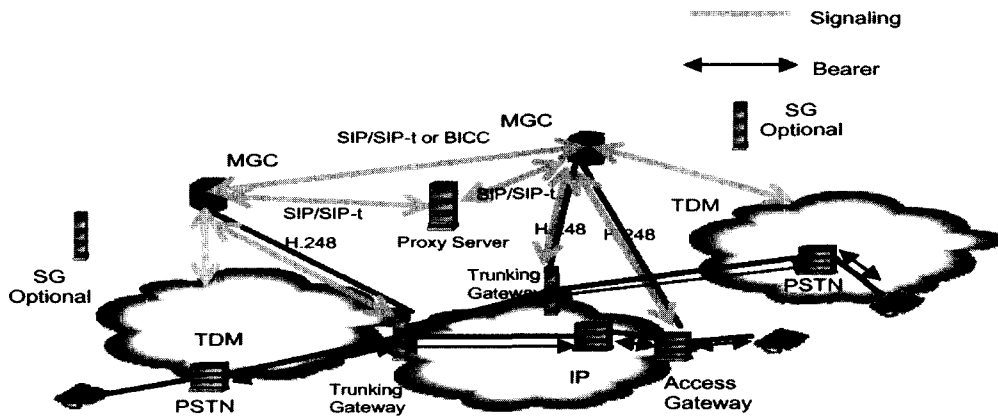 Signaling
Bearer
SG
Optional
MGC
SIP/SIP-t or BICC
MGC
SIP/SIP-t
SIP/SIP-t
TDM
H.248
H.248
H.248
Proxy Server
SG
Optional
Trunking
Gateway
PSTN
TDM
IP
PSTN
Trunking
Gateway
Access
Gateway